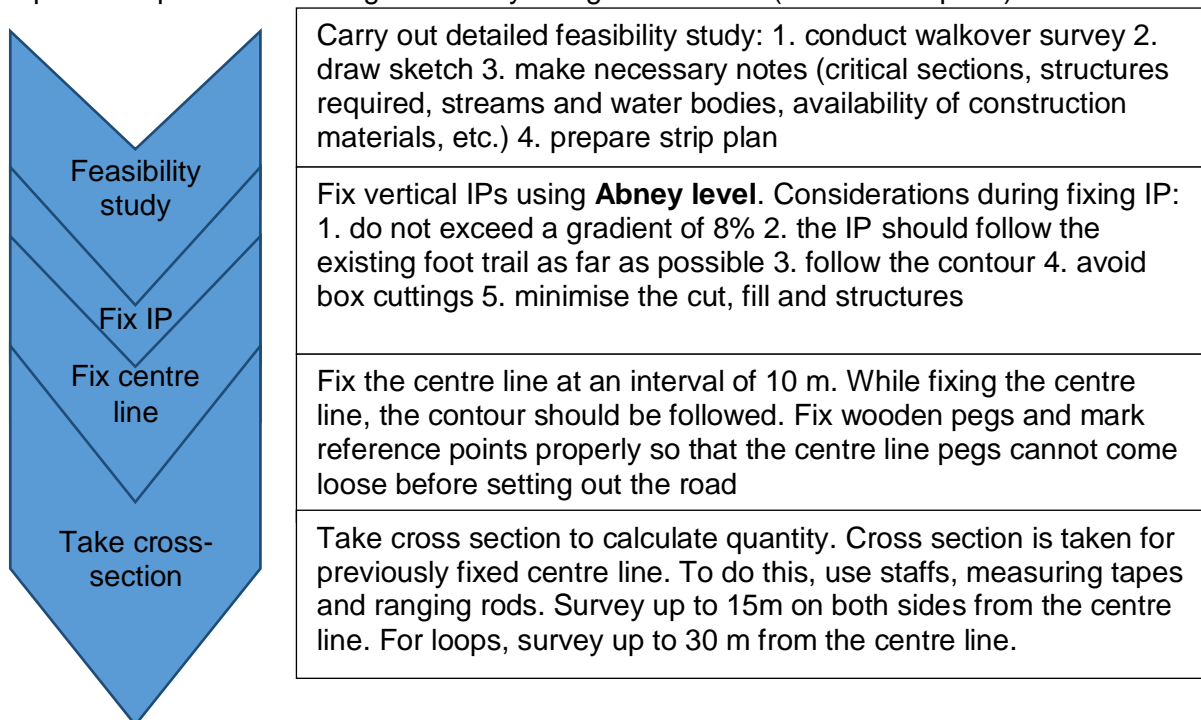 Carry out detailed feasibility study: 1. conduct walkover survey 2.
draw sketch 3. make necessary notes (critical sections, structures
required, streams and water bodies, availability of construction
materials, etc.) 4. prepare strip plan
Feasibility
study
Fix vertical IPs using Abney level. Considerations during fixing IP:
1. do not exceed a gradient of 8% 2. the IP should follow the
existing foot trail as far as possible 3. follow the contour 4. avoid
box cuttings 5. minimise the cut, fill and structures
Fix IP
Fix centre
line
Fix the centre line at an interval of 10 m. While fixing the centre
line, the contour should be followed. Fix wooden pegs and mark
reference points properly so that the centre line pegs cannot come
loose before setting out the road
Take cross-
section
Take cross section to calculate quantity. Cross section is taken for
previously fixed centre line. To do this, use staffs, measuring tapes
and ranging rods. Survey up to 15m on both sides from the centre
line. For loops, survey up to 30 m from the centre line.